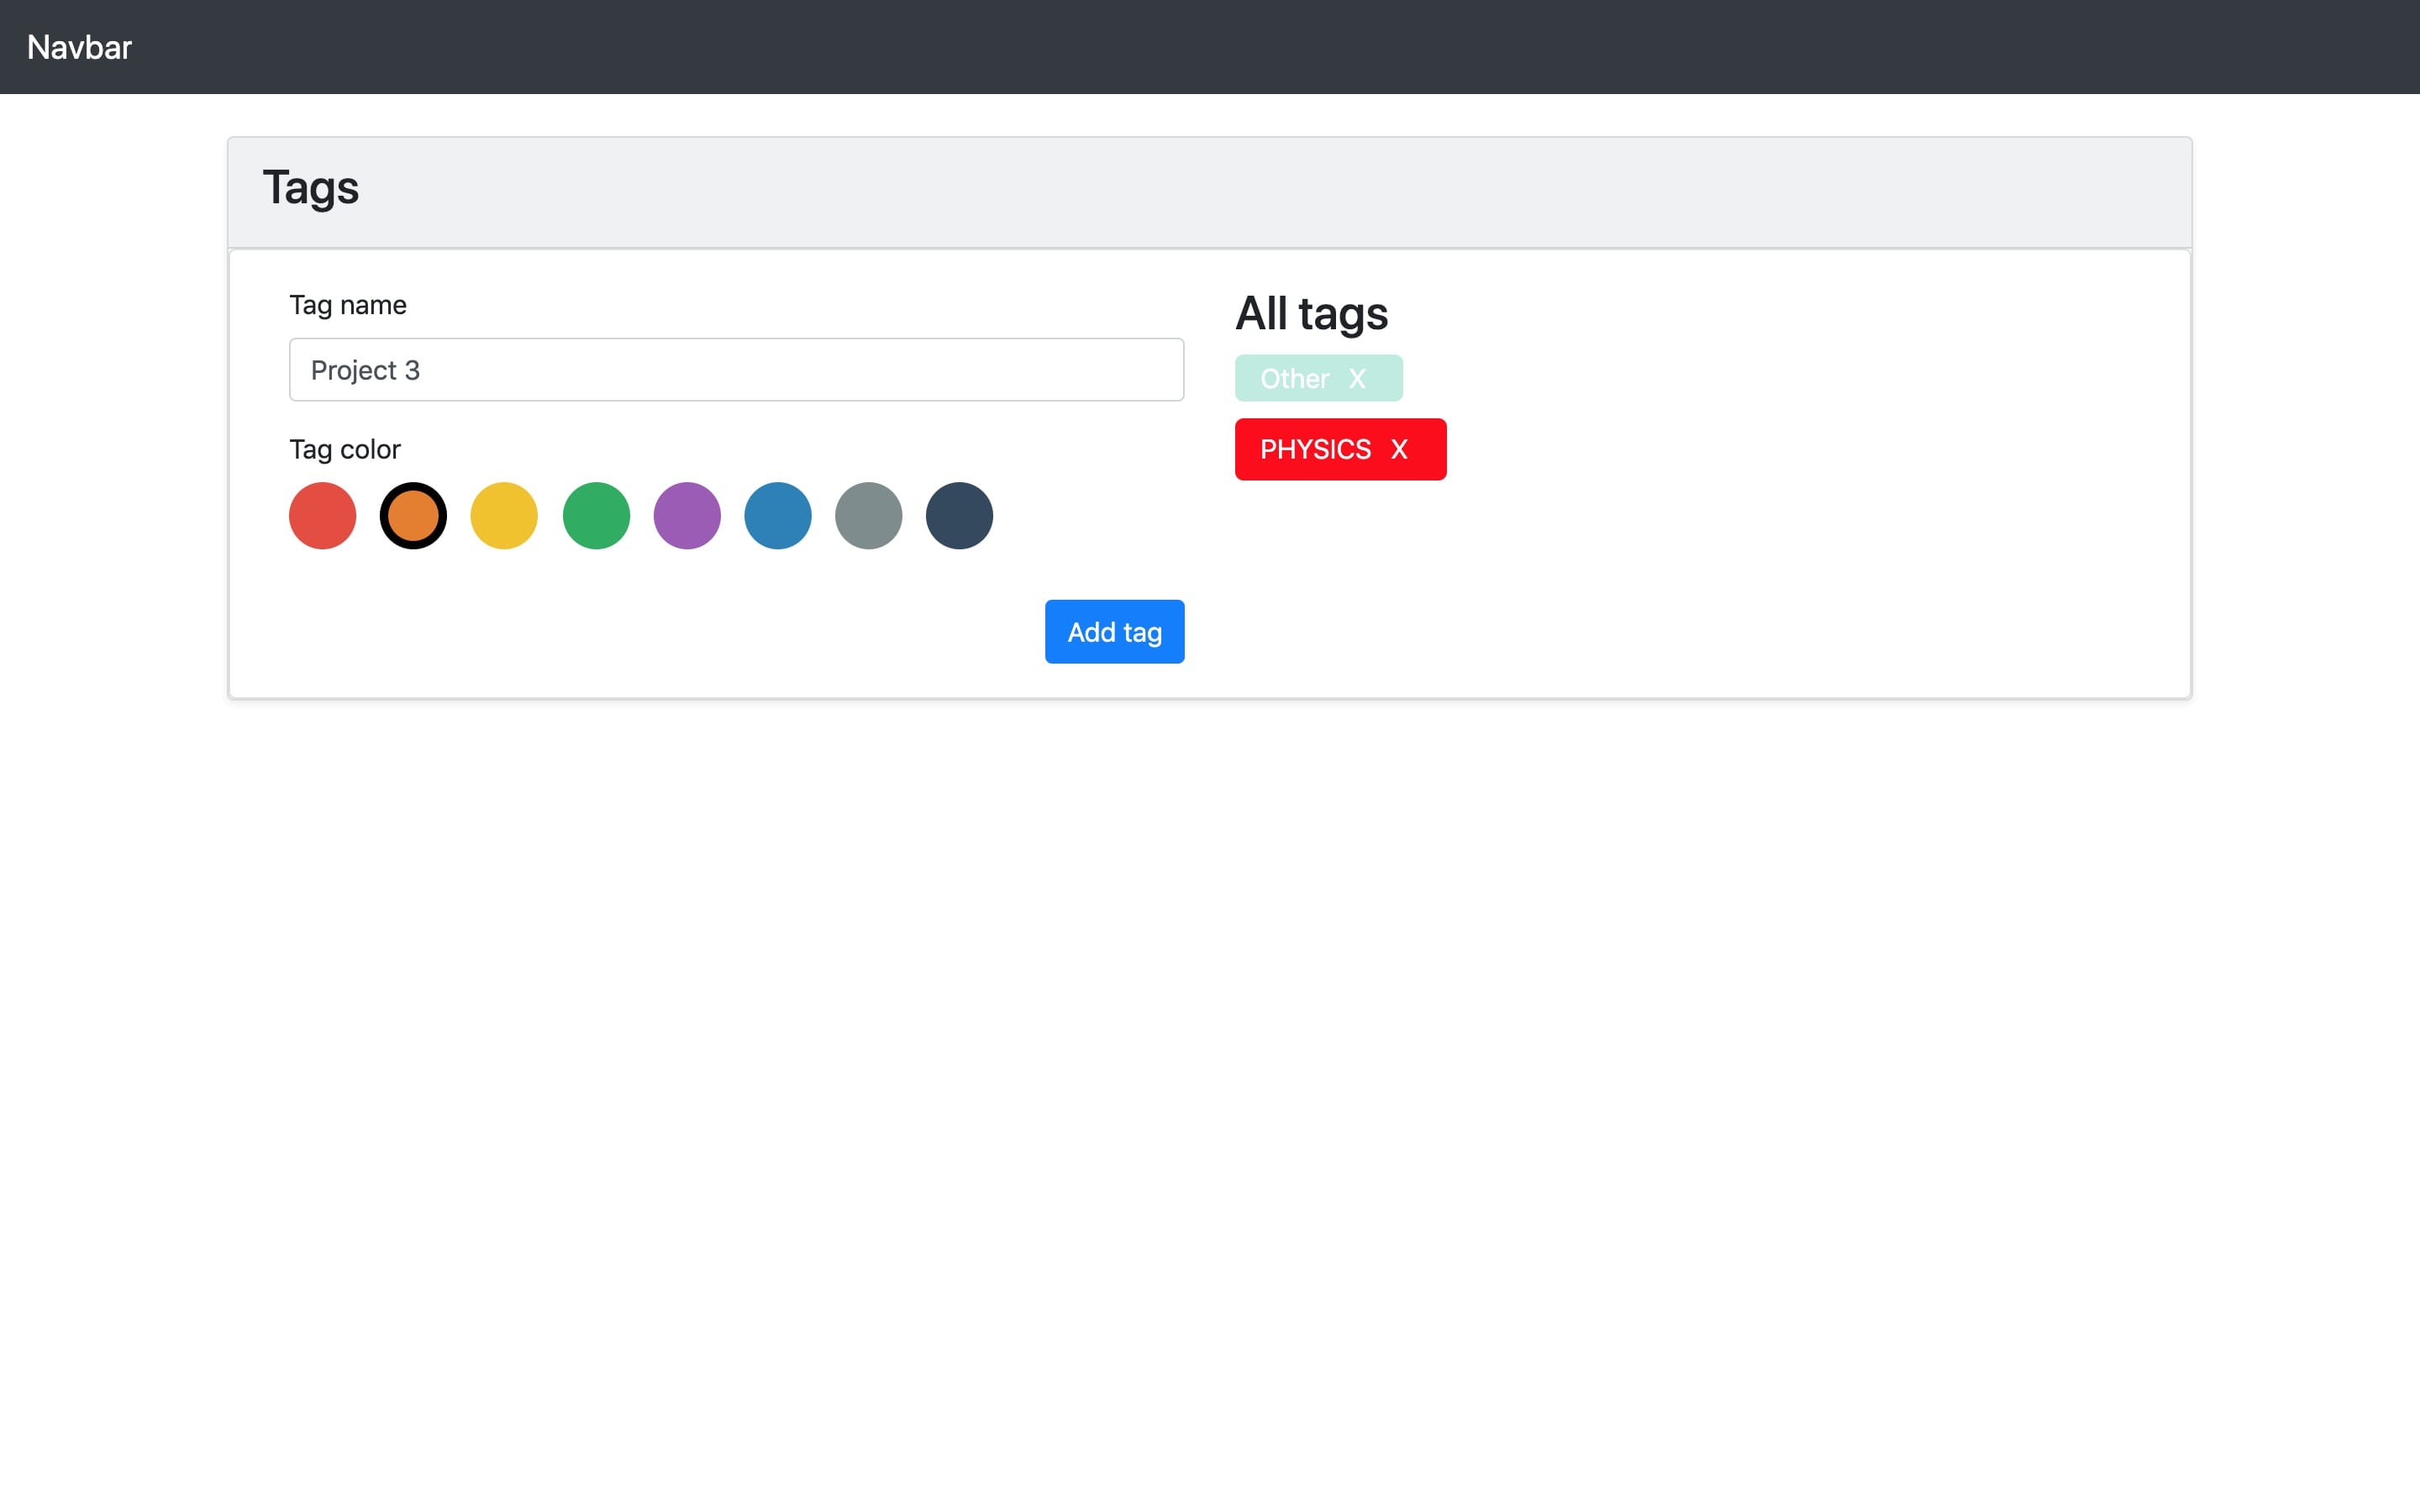 Navbar
Tags
Tag name
Project 3
Tag color
Add tag
All tags
Other X
PHYSICS X